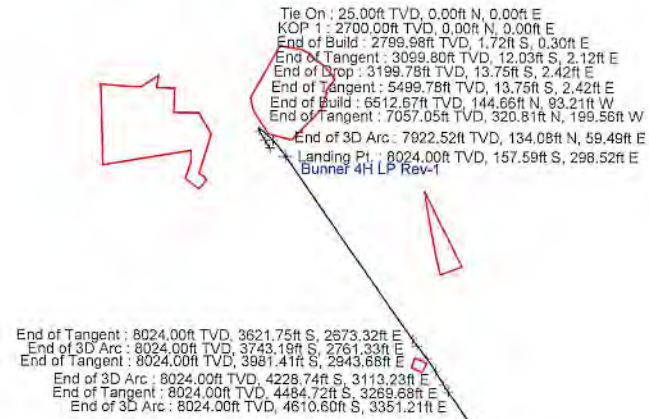 Tie On : 25.00ft TVD, 0.00ft N, 0.00ft E
KOP 1 : 2700.00ft TVD, 0.00ft N, 0.00ft E
End of Build : 2799.98ft TVD, 1.72ft S, 0.30ft E
End of Tangent : 3099.80ft TVD, 12.03ft S, 2.12ft E
End of Drop : 3199.78ft TVD, 13.75ft S, 2.42ft E
End of Tangent : 5499.78ft TVD, 13.75ft S, 2.42ft E
End of Build : 6512.67ft TVD, 144.66ft N, 93.21ft W
End of Tangent : 7057.05ft TVD, 320.81ft N, 199.56ft W
End of 3D Arc : 7922.52ft TVD, 134.08ft N, 59.49ft E
Landing Pt. : 8024.00ft TVD, 157.59ft S, 298.52ft E
Bunner 4H LP Rev-1
End of Tangent : 8024.00ft TVD, 3621.75ft S, 2673.32ft E
End of 3D Arc : 8024.00ft TVD, 3743.19ft S, 2761.33ft E
End of Tangent : 8024.00ft TVD, 3981.41ft S, 2943.68ft E
End of 3D Arc : 8024.00ft TVD, 4228.74ft S, 3113.23ft E
End of Tangent : 8024.00ft TVD, 4484.72ft S, 3269.68ft E
End of 3D Arc : 8024.00ft TVD, 4610.60ft S, 3351.21ft E